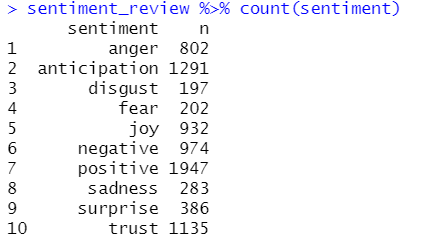 > sentiment_review %>% count(sentiment)
sentiment n
1 anger 802
2 anticipation 1291
3 disgust 197
4 fear 202
5 joy 932
6 negative 974
7 positive 1947
8 sadness 283
9 surprise 386
10 trust 1135